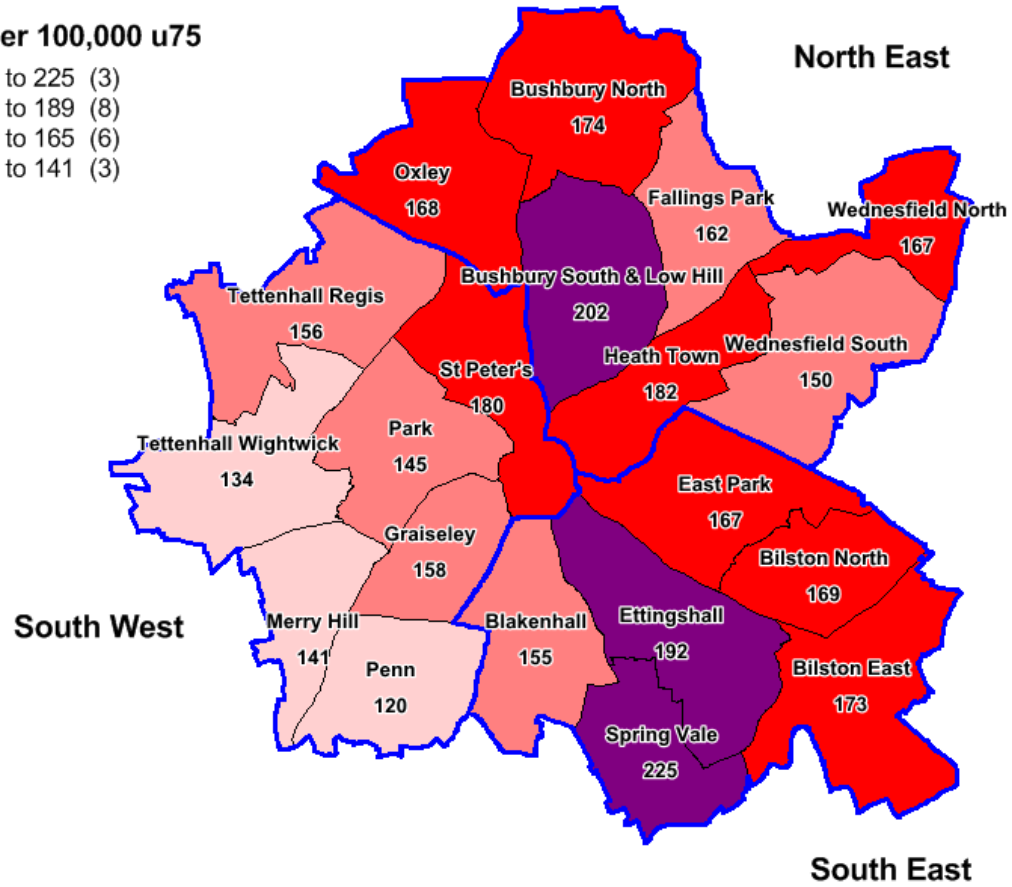 er 100,000 u75
to 225 (3)
to 189 (8)
to 165 (6)
to 141 (3)
North East
Bushbury North
174
Oxley
168
Fallings Park
162
Wednesfield North
167
Bushbury South & Low Hill
202
Tettenhall Regis
156
Wednesfield South
150
Heath Town
182
St Peter's
180
Park
145
Tettenhall Wightwick
134
East Park
167
Graiseley
158
Bilston North
169
South West
Merry Hill
141
Blakenhall
155
Ettingshall
192
Penn
120
Bilston East
173
Spring Vale
225
South East